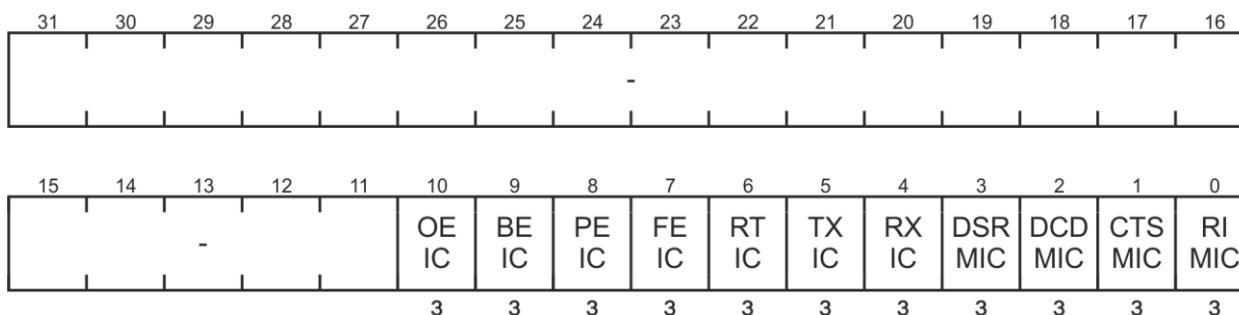 31 30 29 28 27 26 25 24 23 22 21 20 19 18 17 16
-
15 14 13 12 11 10 9 8 7 6 5 4 3 2 1 0
- OE BE PE FE RT TX RX DSR DCD CTS RI
IC IC IC IC IC IC IC MIC MIC MIC MIC
3 3 3 3 3 3 3 3 3 3 3